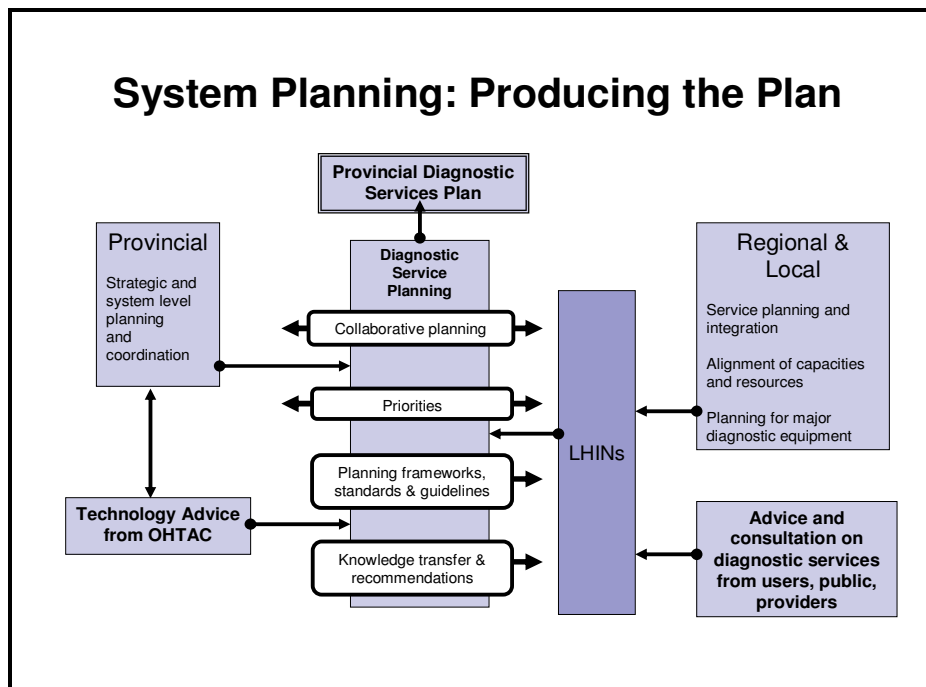 System Planning: Producing the Plan
Provincial Diagnostic
Services Plan
Provincial
Strategic and
system level
planning
and
coordination
Diagnostic
Service
Planning
Collaborative planning
Priorities
Planning frameworks,
standards & guidelines
Knowledge transfer &
recommendations
Technology Advice
from OHTAC
LHINs
Regional &
Local
Service planning and
integration
Alignment of capacities
and resources
Planning for major
diagnostic equipment
Advice and
consultation on
diagnostic services
from users, public,
providers